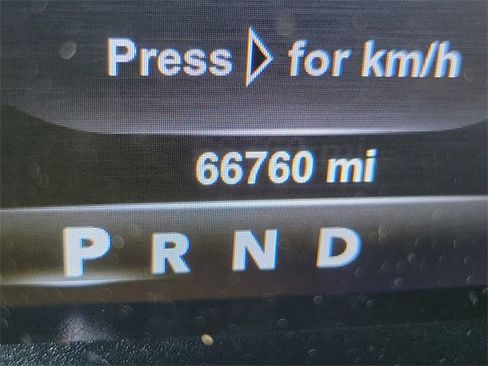 Press ▷ for km/h
66760 mi
P R N D